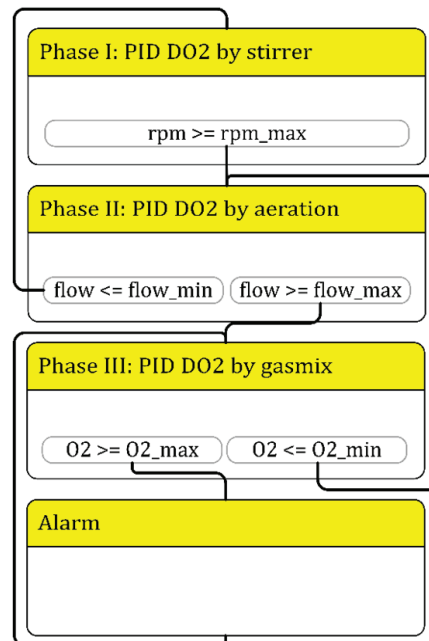 Phase I: PID DO2 by stirrer
rpm >= rpm_max
Phase II: PID DO2 by aeration
flow <= flow_min flow >= flow_max
Phase III: PID DO2 by gasmix
O2 >= O2_max O2 <= O2_min
Alarm